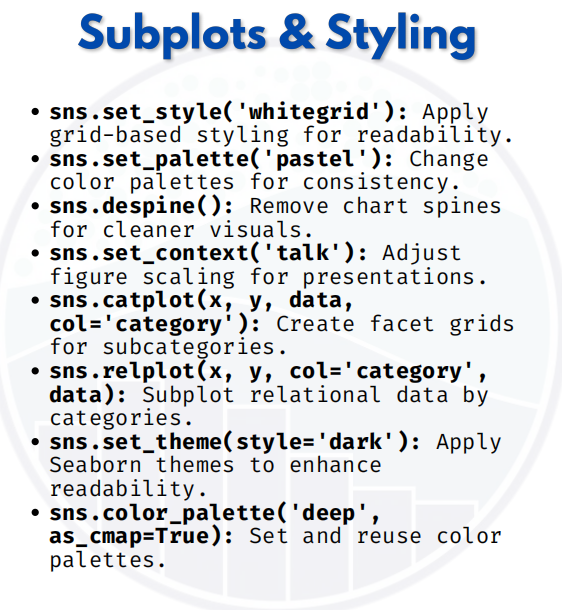 Subplots & Styling
• sns.set_style('whitegrid'): Apply
grid-based styling for readability.
• sns.set_palette('pastel'): Change
color palettes for consistency.
• sns.despine(): Remove chart spines
for cleaner visuals.
• sns.set_context('talk'): Adjust
figure scaling for presentations.
• sns.catplot(x, y, data,
col='category'): Create facet grids
for subcategories.
• sns.relplot(x, y, col='category',
data): Subplot relational data by
categories.
• sns.set_theme(style='dark'): Apply
Seaborn themes to enhance
readability.
• sns.color_palette('deep',
as_cmap=True): Set and reuse color
palettes.